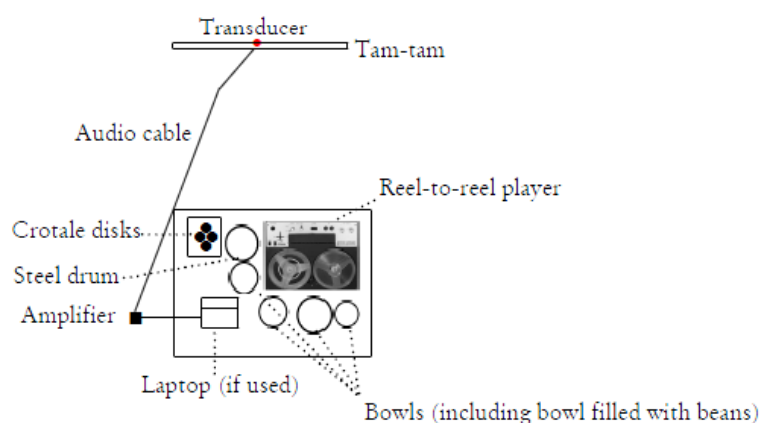 Transducer
Tam-tam
Audio cable
Reel-to-reel player
Crotale disks
Steel drum
Amplifier
Laptop (if used)
Bowls (including bowl filled with beans)